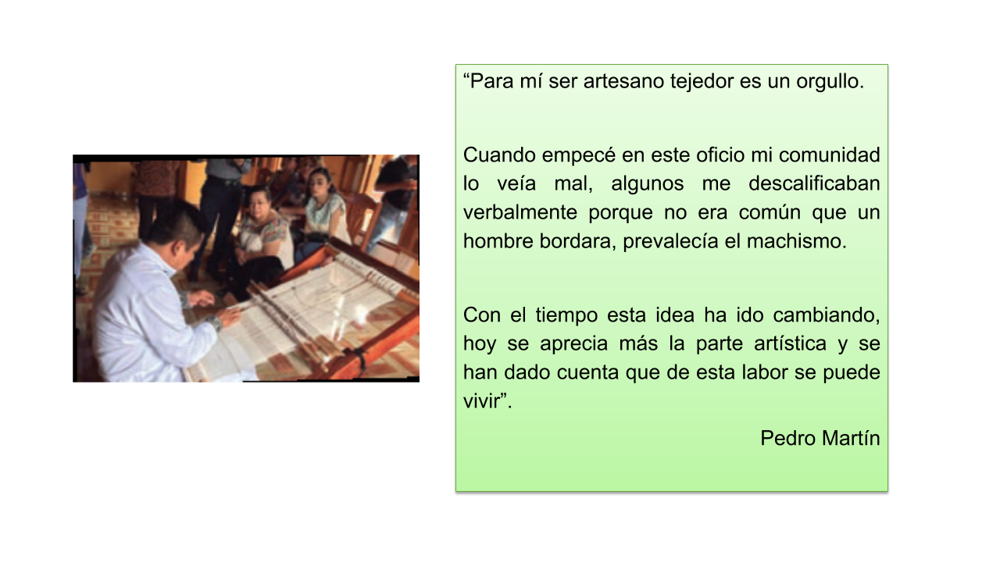 “Para mí ser artesano tejedor es un orgullo.
Cuando empecé en este oficio mi comunidad
lo veía mal, algunos me descalificaban
verbalmente porque no era común que un
hombre bordara, prevalecía el machismo.
Con el tiempo esta idea ha ido cambiando,
hoy se aprecia más la parte artística y se
han dado cuenta que de esta labor se puede
vivir”.
Pedro Martín